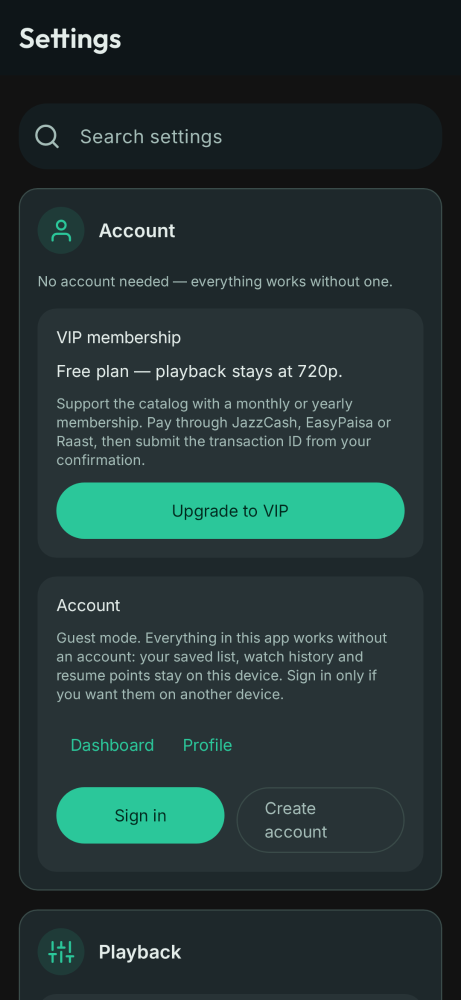 Settings
Search settings
Account
No account needed — everything works without one.
VIP membership
Free plan — playback stays at 720p.
Support the catalog with a monthly or yearly
membership. Pay through JazzCash, EasyPaisa or
Raast, then submit the transaction ID from your
confirmation.
Upgrade to VIP
Account
Guest mode. Everything in this app works without
an account: your saved list, watch history and
resume points stay on this device. Sign in only if
you want them on another device.
Dashboard Profile
Sign in
Create
account
Playback